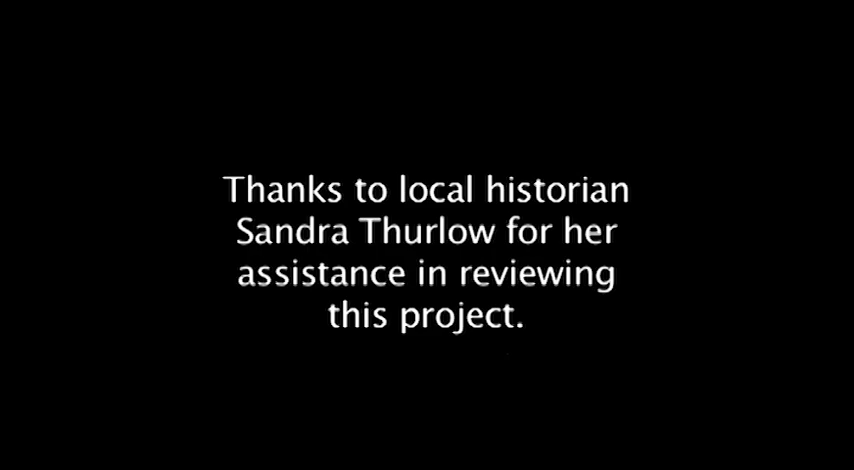 Thanks to local historian
Sandra Thurlow for her
assistance in reviewing
this project.